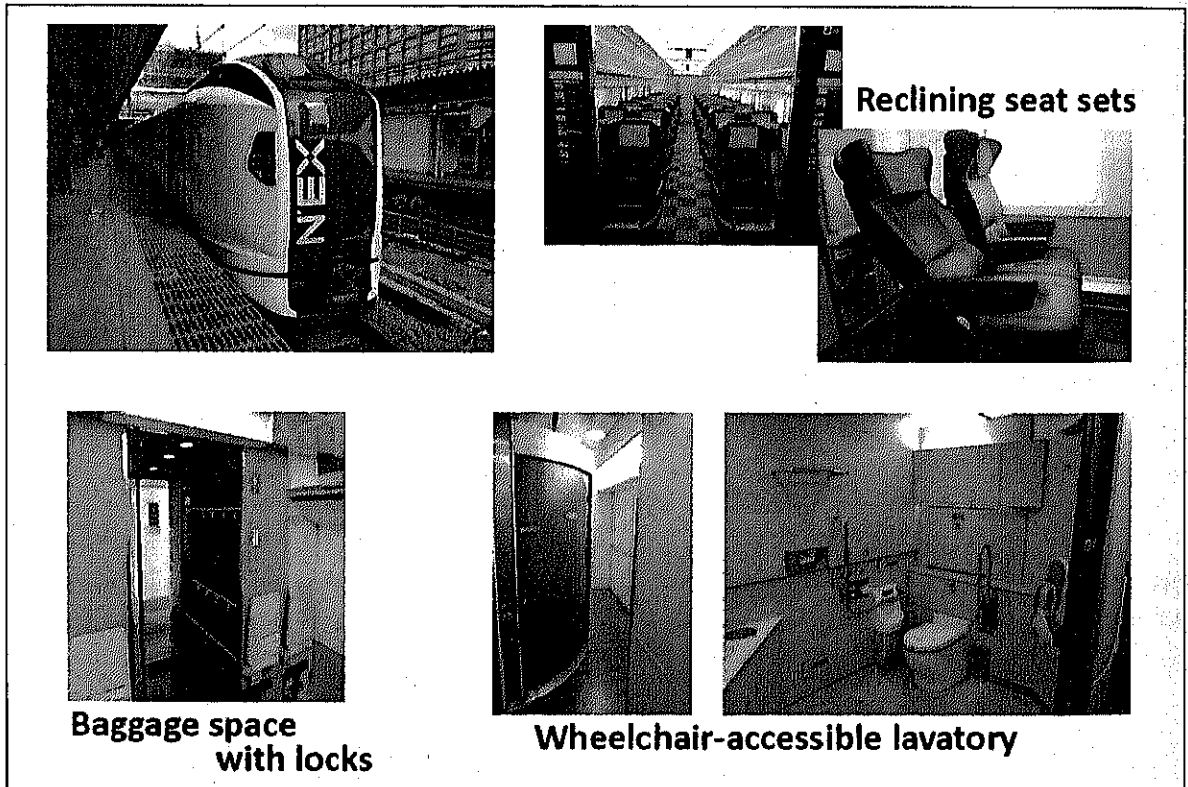 N'EX
Reclining seat sets
Baggage space
with locks
Wheelchair-accessible lavatory